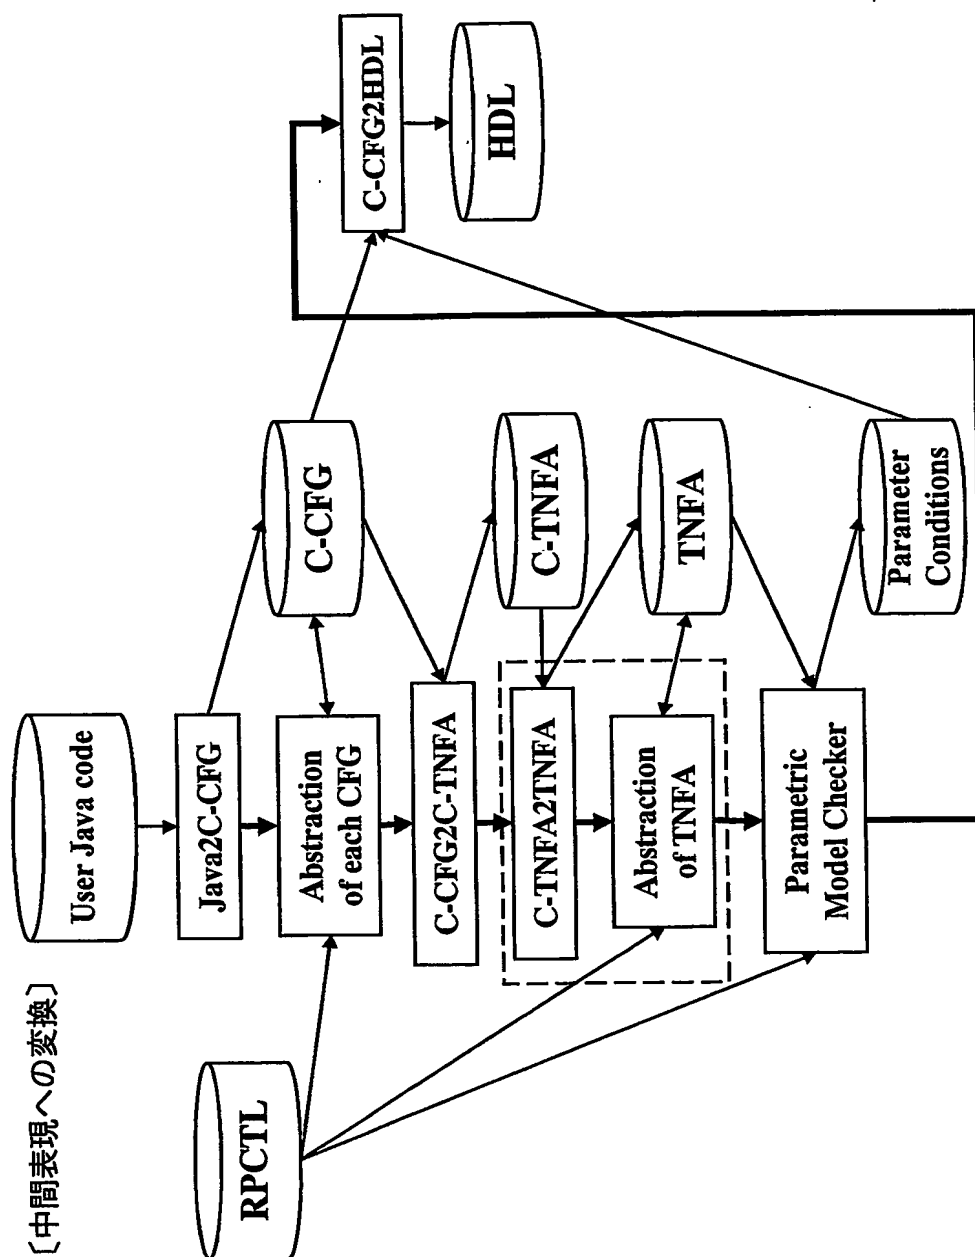 〔中間表現への変換〕
User Java code
Java2C-CFG
RPCTL
Abstraction
of each CFG
C-CFG
C-CFG2C-TNFA
C-TNFA
C-TNFA2TNFA
Abstraction
of TNFA
TNFA
Parametric
Model Checker
Parameter
Conditions
C-CFG2HDL
HDL